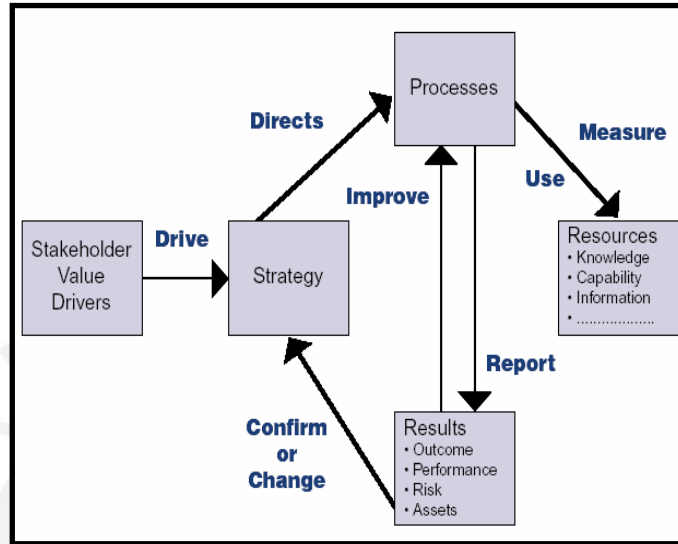 Processes
Directs
Measure
Improve
Use
Stakeholder
Value
Drivers
Drive
Strategy
Resources
• Knowledge
• Capability
• Information
• ...................
Report
Confirm
or
Change
Results
• Outcome
• Performance
• Risk
• Assets